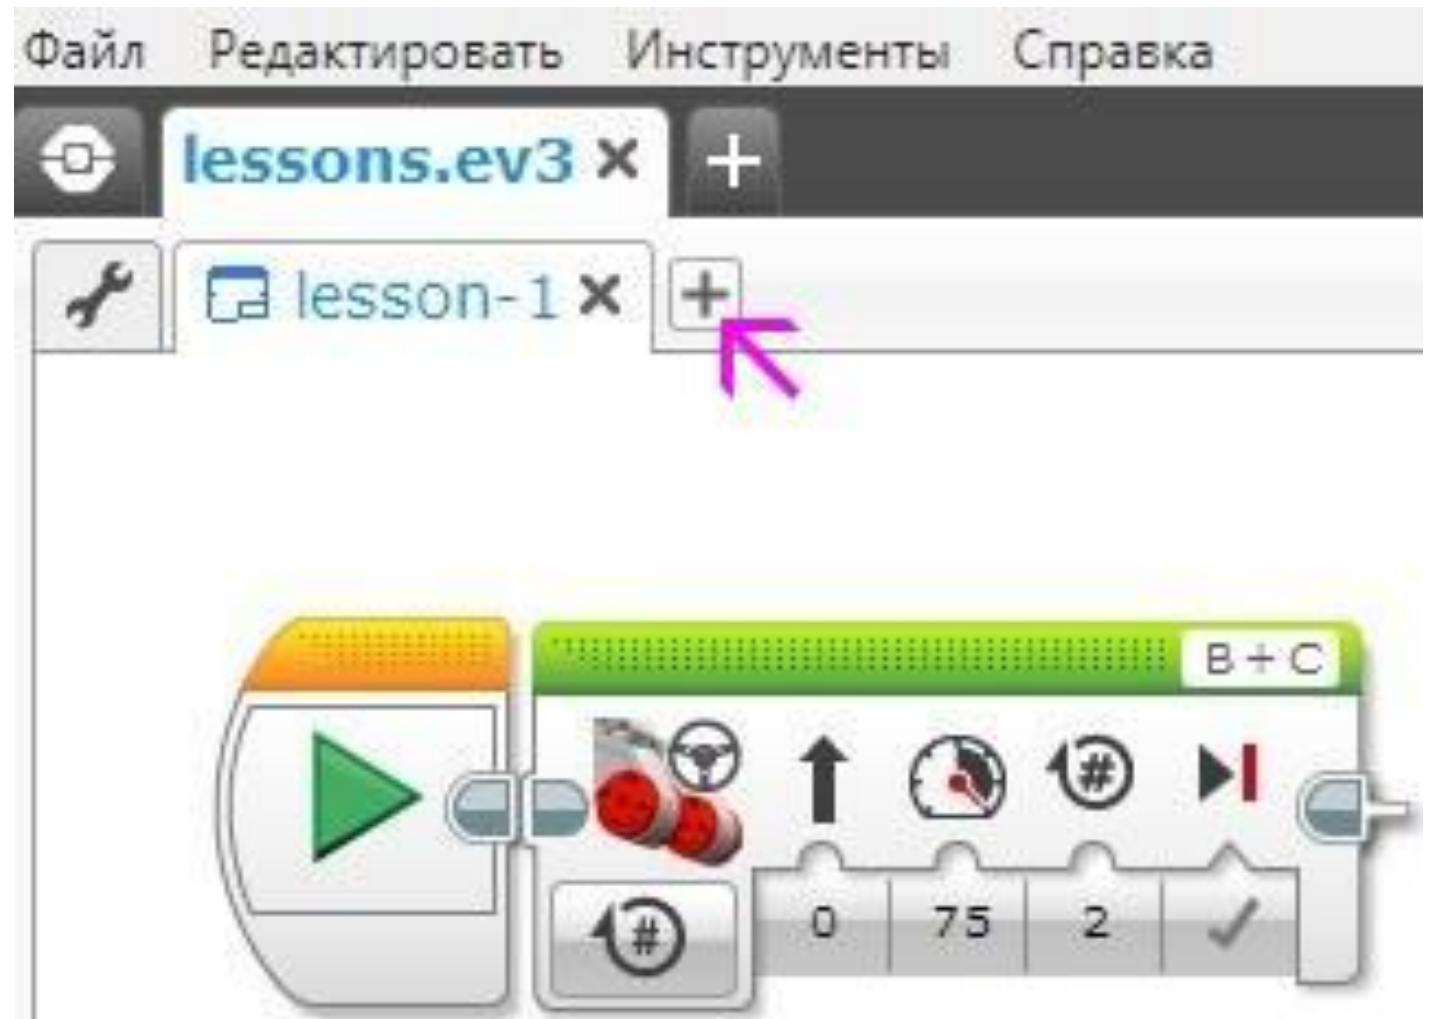 Файл Редактировать Инструменты Справка
lessons.ev3
lesson-1
B + C
#
#
0 75 2